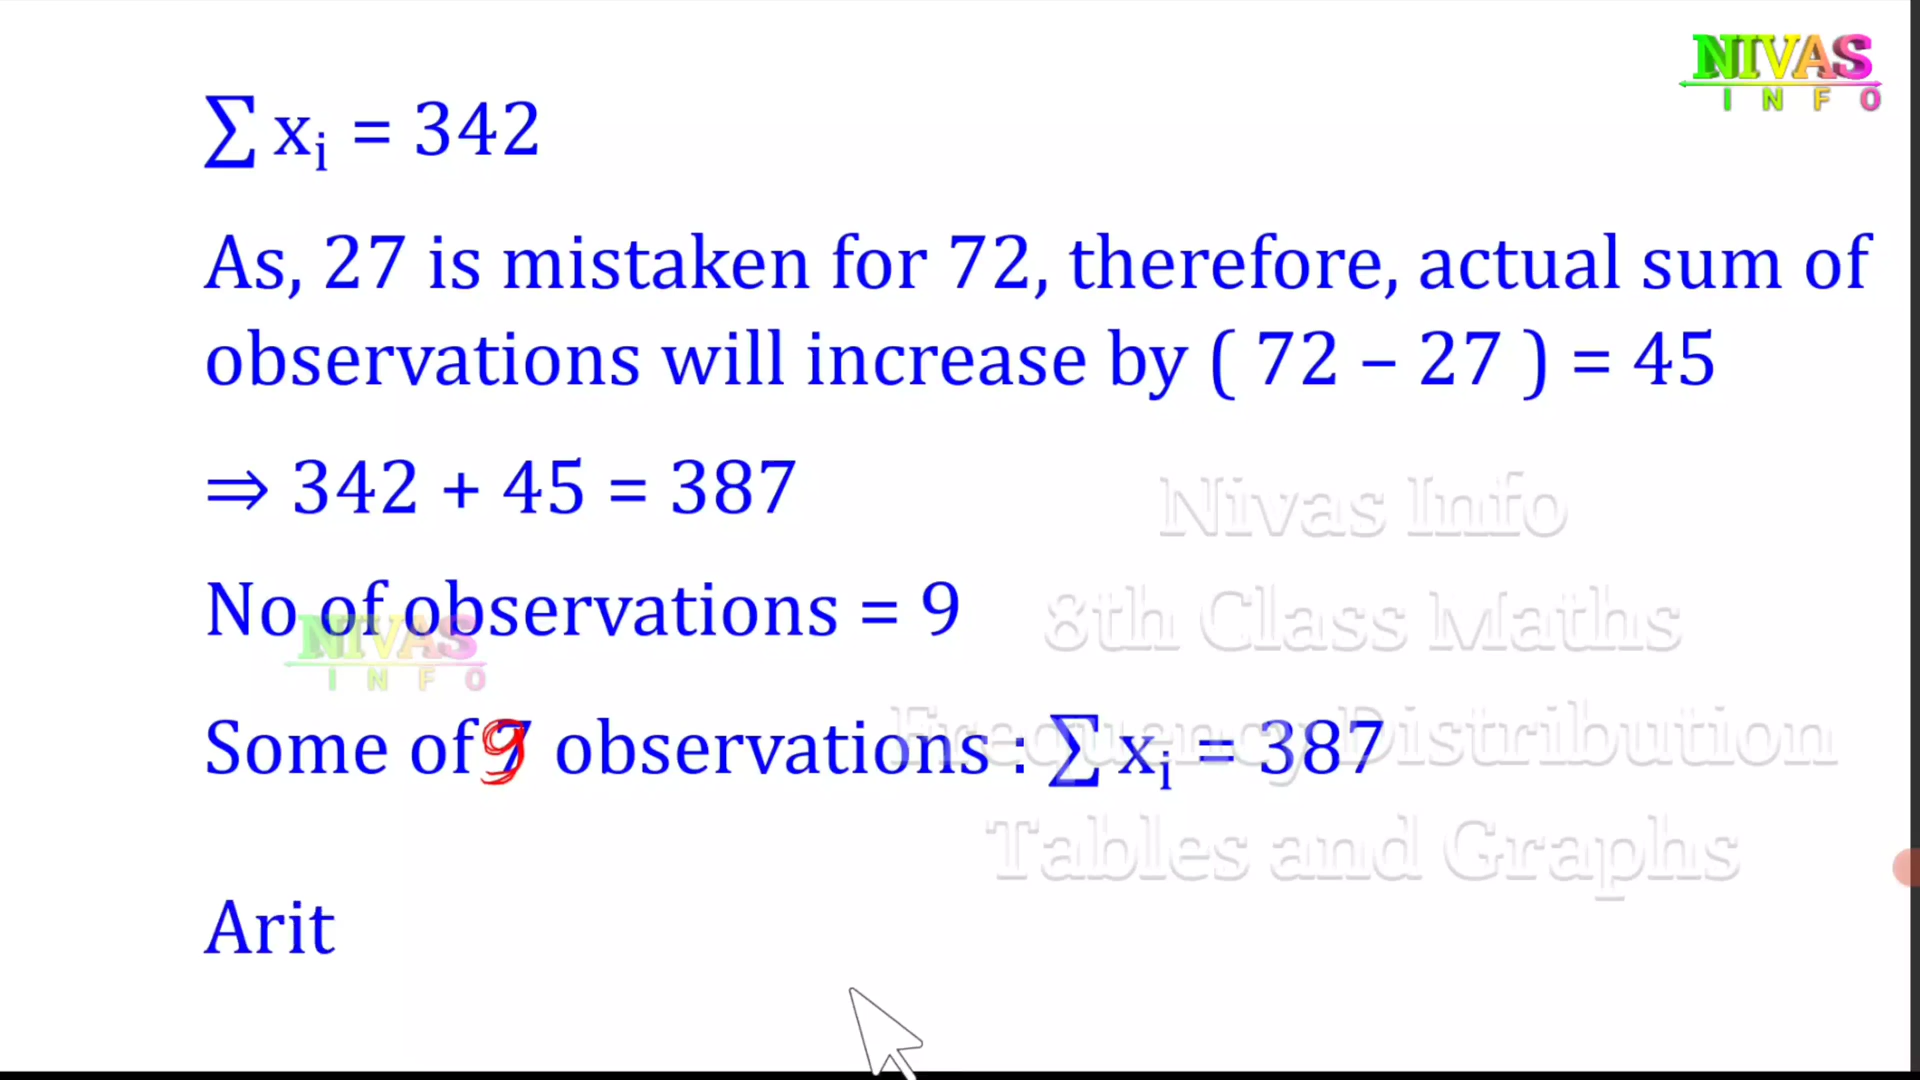 NIVAS
INFO
∑ xᵢ = 342
As, 27 is mistaken for 72, therefore, actual sum of
observations will increase by ( 72 – 27 ) = 45
⇒ 342 + 45 = 387
Nivas Info
No of observations = 9
8th Class Maths
NIVAS
INFO
Some of 9 observations : ∑ xᵢ = 387
Frequency Distribution
Tables and Graphs
Arit